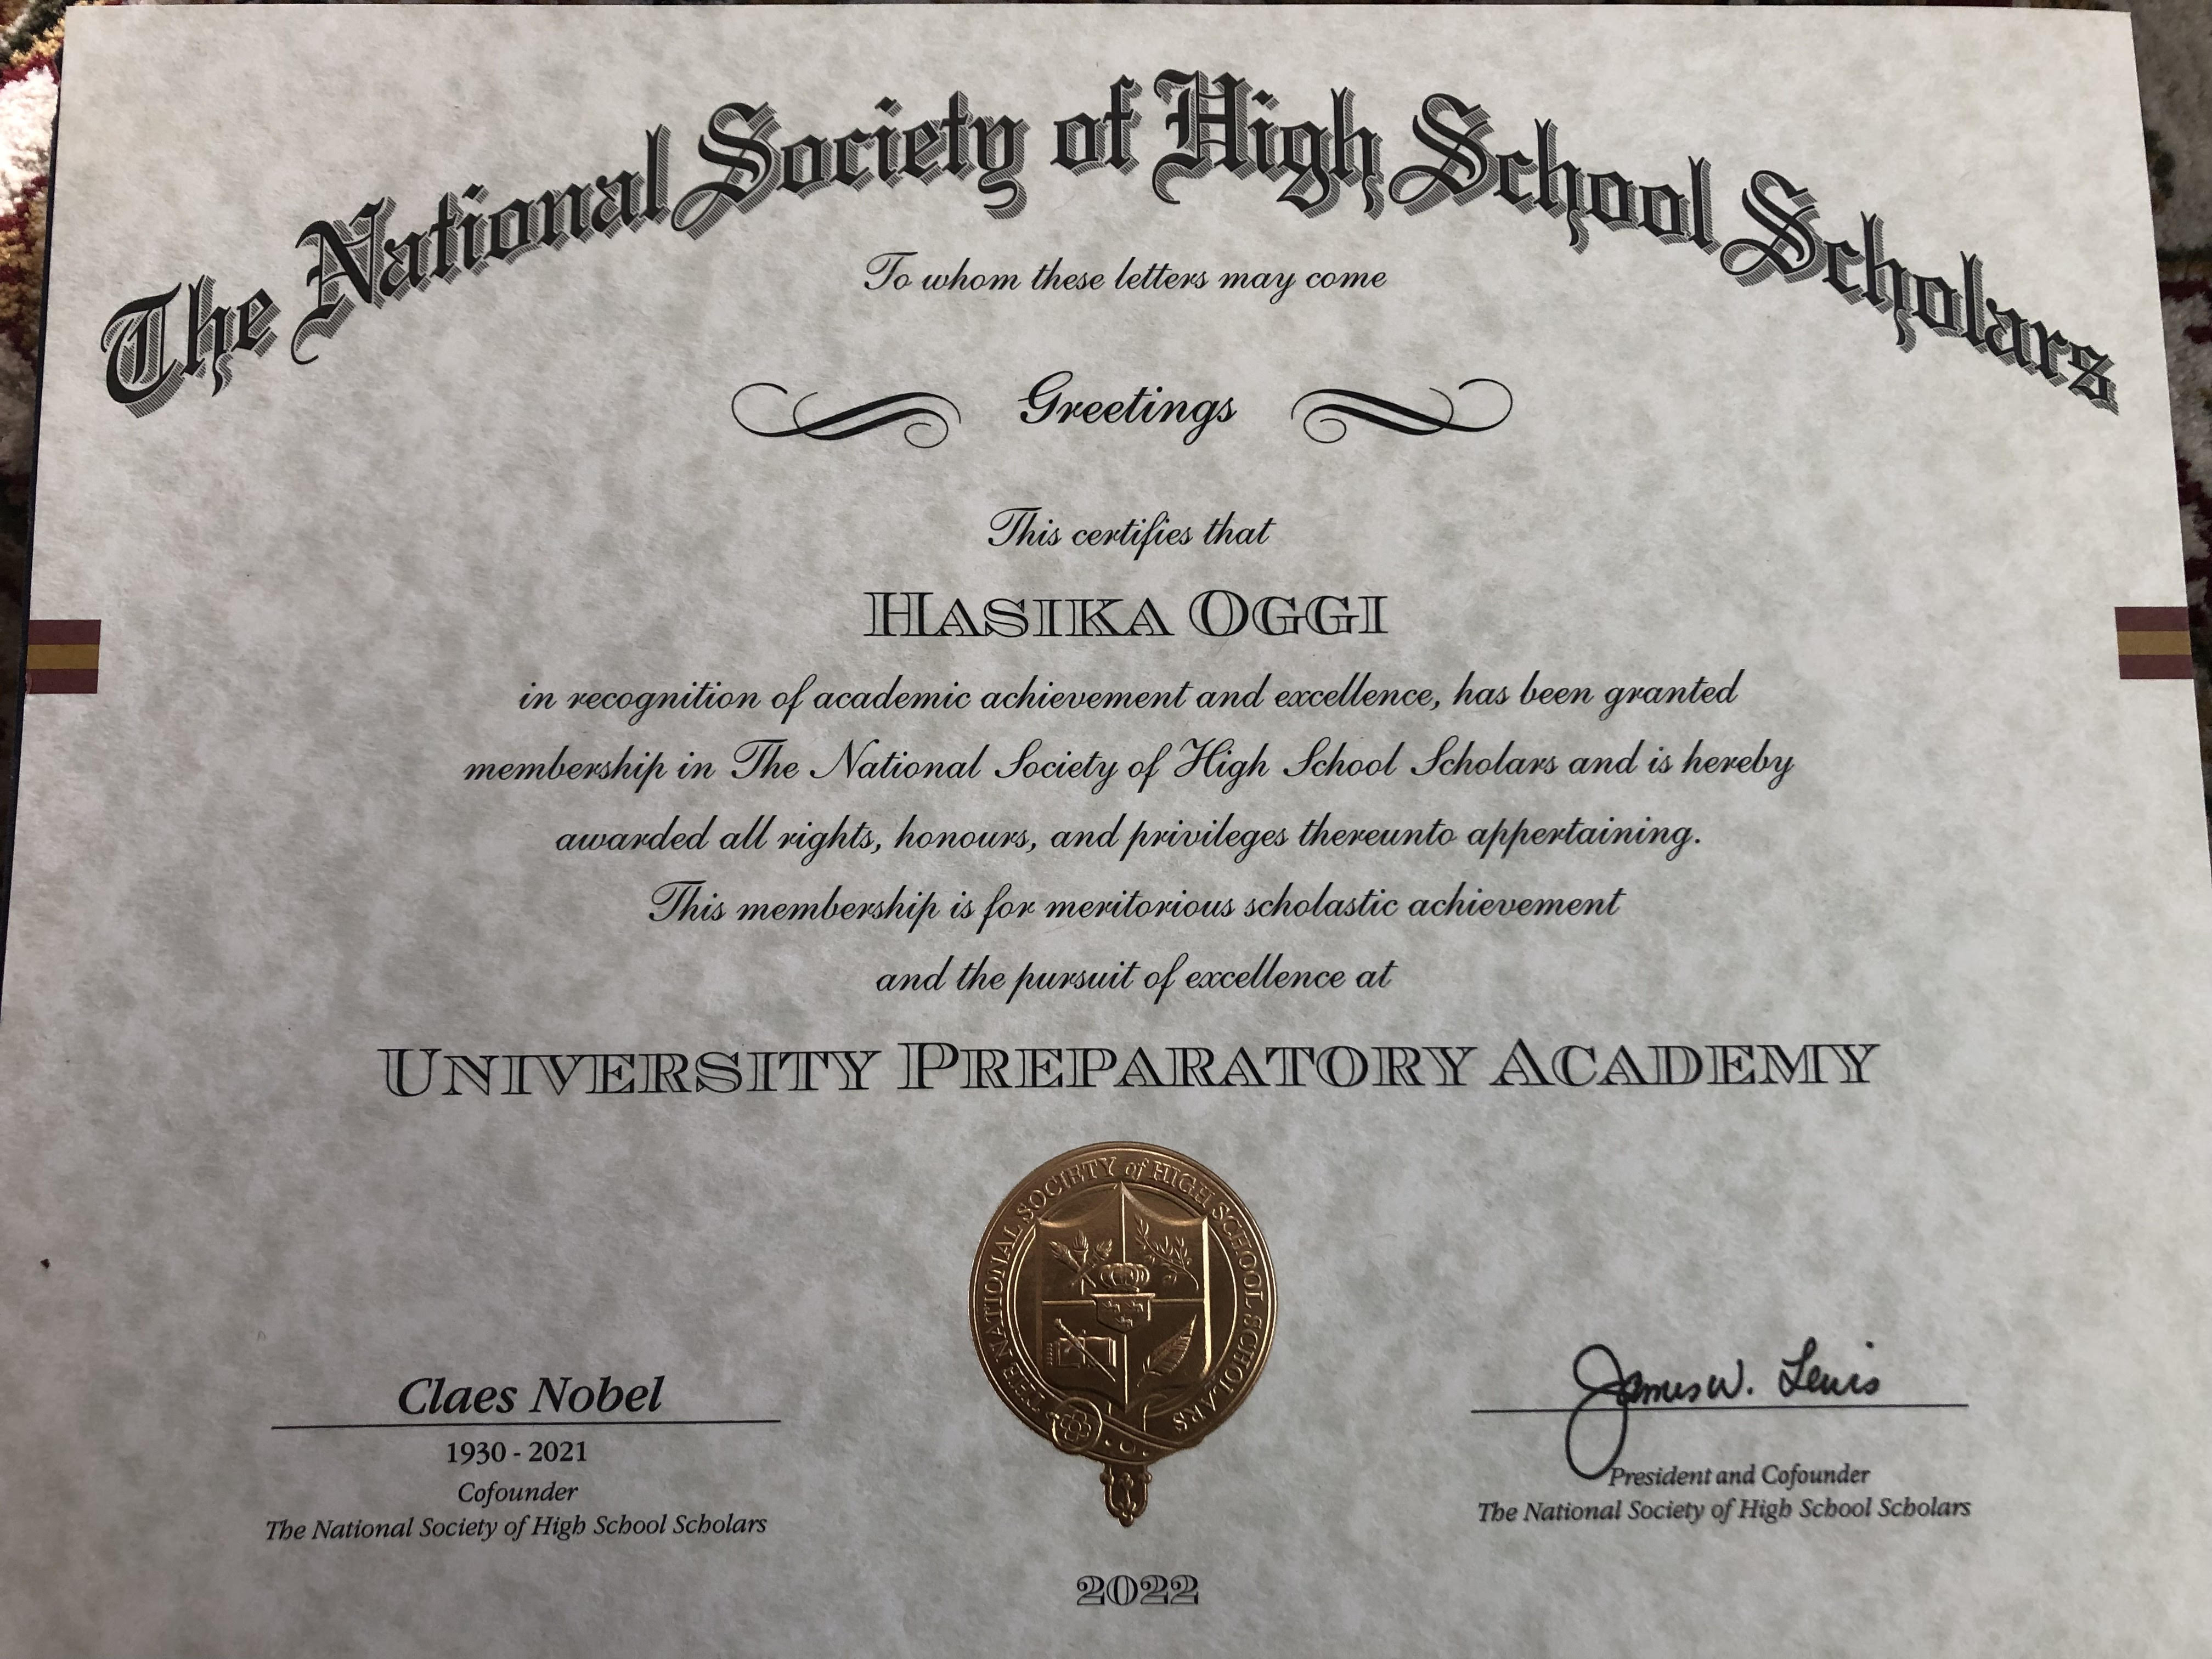 The National Society of High School Scholars
To whom these letters may come
Greetings
This certifies that
HASIKA OGGI
in recognition of academic achievement and excellence, has been granted
membership in The National Society of High School Scholars and is hereby
awarded all rights, honours, and privileges thereunto appertaining.
This membership is for meritorious scholastic achievement
and the pursuit of excellence at
UNIVERSITY PREPARATORY ACADEMY
THE NATIONAL SOCIETY of HIGH SCHOOL SCHOLARS
Claes Nobel
1930 - 2021
Cofounder
The National Society of High School Scholars
James W. Lewis
President and Cofounder
The National Society of High School Scholars
2022